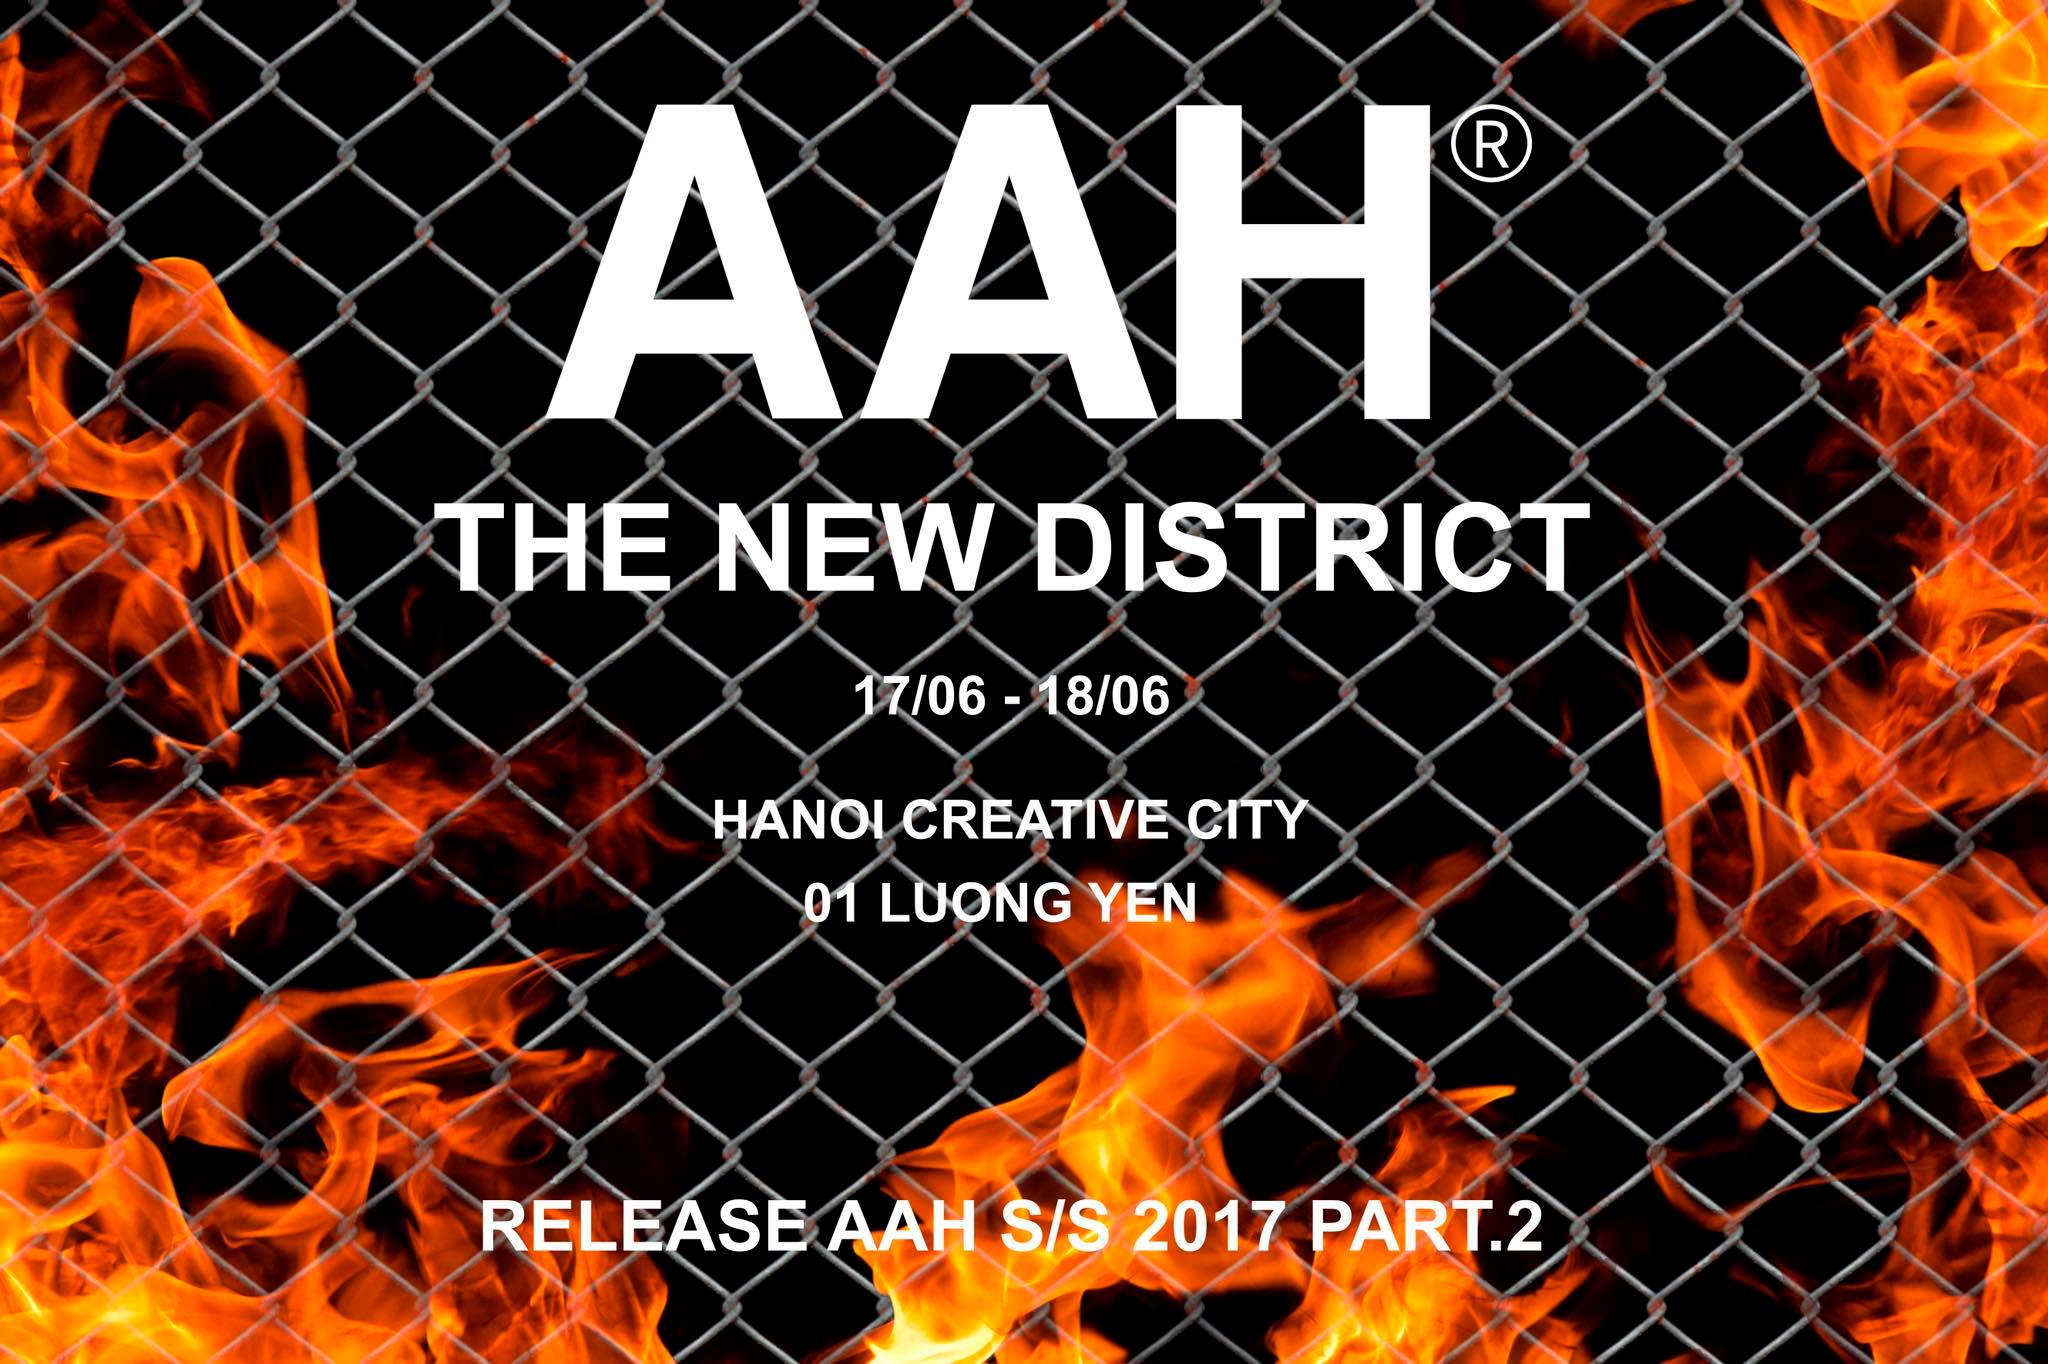 AAH®
THE NEW DISTRICT
17/06 - 18/06
HANOI CREATIVE CITY
01 LUONG YEN
RELEASE AAH S/S 2017 PART.2